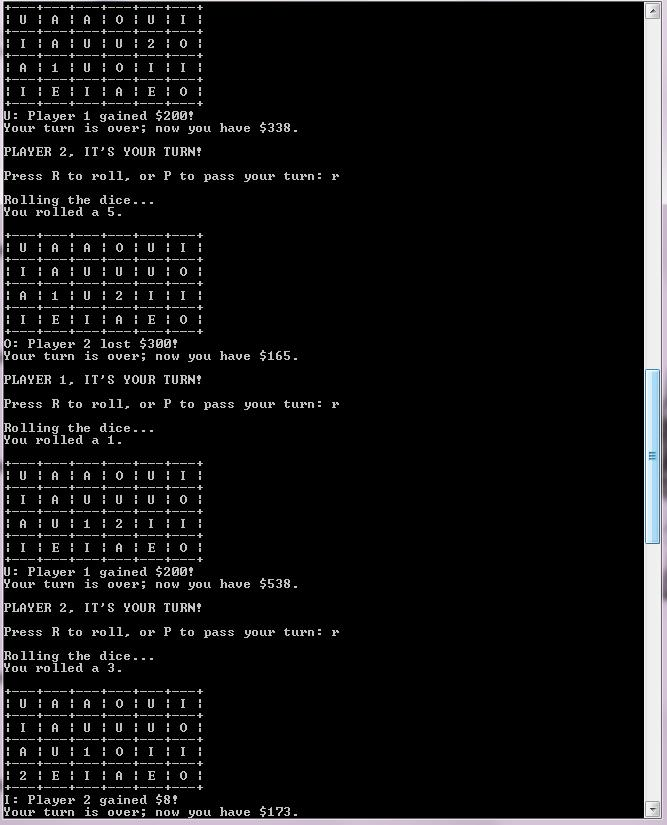 +---+---+---+---+---+---+
¦ U ¦ A ¦ A ¦ O ¦ U ¦ I ¦
+---+---+---+---+---+---+
¦ I ¦ A ¦ U ¦ U ¦ 2 ¦ O ¦
+---+---+---+---+---+---+
¦ A ¦ 1 ¦ U ¦ O ¦ I ¦ I ¦
+---+---+---+---+---+---+
¦ I ¦ E ¦ I ¦ A ¦ E ¦ O ¦
+---+---+---+---+---+---+
U: Player 1 gained $200!
Your turn is over; now you have $338.
PLAYER 2, IT'S YOUR TURN!
Press R to roll, or P to pass your turn: r
Rolling the dice...
You rolled a 5.
+---+---+---+---+---+---+
¦ U ¦ A ¦ A ¦ O ¦ U ¦ I ¦
+---+---+---+---+---+---+
¦ I ¦ A ¦ U ¦ U ¦ U ¦ O ¦
+---+---+---+---+---+---+
¦ A ¦ 1 ¦ U ¦ 2 ¦ I ¦ I ¦
+---+---+---+---+---+---+
¦ I ¦ E ¦ I ¦ A ¦ E ¦ O ¦
+---+---+---+---+---+---+
O: Player 2 lost $300!
Your turn is over; now you have $165.
PLAYER 1, IT'S YOUR TURN!
Press R to roll, or P to pass your turn: r
Rolling the dice...
You rolled a 1.
+---+---+---+---+---+---+
¦ U ¦ A ¦ A ¦ O ¦ U ¦ I ¦
+---+---+---+---+---+---+
¦ I ¦ A ¦ U ¦ U ¦ U ¦ O ¦
+---+---+---+---+---+---+
¦ A ¦ U ¦ 1 ¦ 2 ¦ I ¦ I ¦
+---+---+---+---+---+---+
¦ I ¦ E ¦ I ¦ A ¦ E ¦ O ¦
+---+---+---+---+---+---+
U: Player 1 gained $200!
Your turn is over; now you have $538.
PLAYER 2, IT'S YOUR TURN!
Press R to roll, or P to pass your turn: r
Rolling the dice...
You rolled a 3.
+---+---+---+---+---+---+
¦ U ¦ A ¦ A ¦ O ¦ U ¦ I ¦
+---+---+---+---+---+---+
¦ I ¦ A ¦ U ¦ U ¦ U ¦ O ¦
+---+---+---+---+---+---+
¦ A ¦ U ¦ 1 ¦ O ¦ I ¦ I ¦
+---+---+---+---+---+---+
¦ 2 ¦ E ¦ I ¦ A ¦ E ¦ O ¦
+---+---+---+---+---+---+
I: Player 2 gained $8!
Your turn is over; now you have $173.